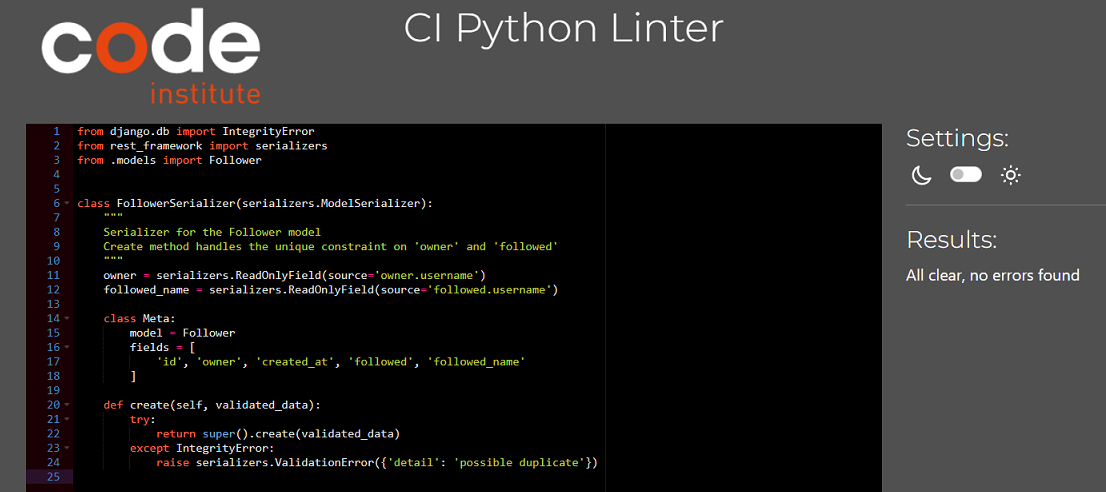 code
institute
CI Python Linter
1 from django.db import IntegrityError
2 from rest_framework import serializers
3 from .models import Follower
4
5
6 class FollowerSerializer(serializers.ModelSerializer):
7     """
8     Serializer for the Follower model
9     Create method handles the unique constraint on 'owner' and 'followed'
10     """
11     owner = serializers.ReadOnlyField(source='owner.username')
12     followed_name = serializers.ReadOnlyField(source='followed.username')
13
14     class Meta:
15         model = Follower
16         fields = [
17             'id', 'owner', 'created_at', 'followed', 'followed_name'
18         ]
19
20     def create(self, validated_data):
21         try:
22             return super().create(validated_data)
23         except IntegrityError:
24             raise serializers.ValidationError({'detail': 'possible duplicate'})
25
Settings:
Results:
All clear, no errors found